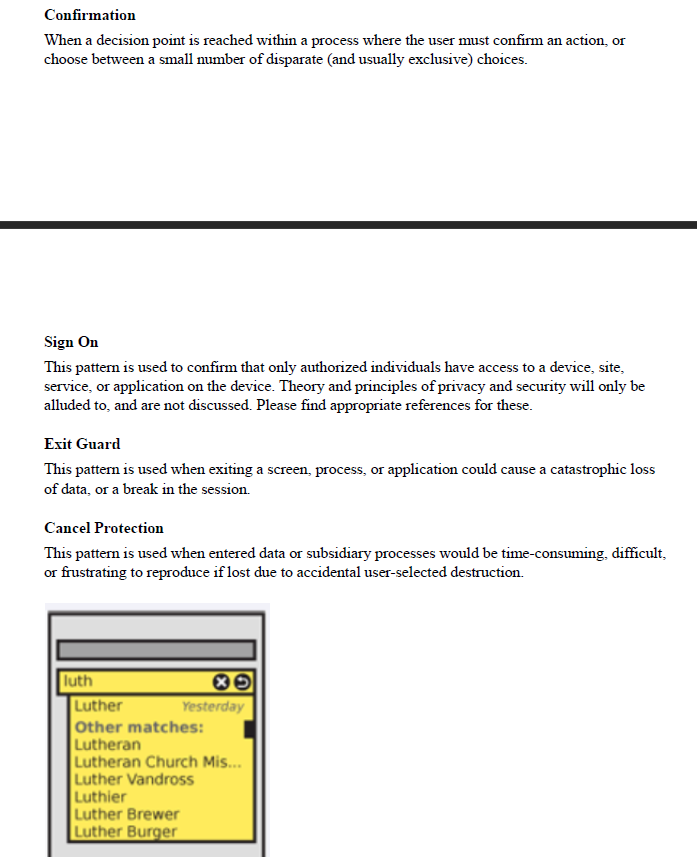 Confirmation
When a decision point is reached within a process where the user must confirm an action, or
choose between a small number of disparate (and usually exclusive) choices.
Sign On
This pattern is used to confirm that only authorized individuals have access to a device, site,
service, or application on the device. Theory and principles of privacy and security will only be
alluded to, and are not discussed. Please find appropriate references for these.
Exit Guard
This pattern is used when exiting a screen, process, or application could cause a catastrophic loss
of data, or a break in the session.
Cancel Protection
This pattern is used when entered data or subsidiary processes would be time-consuming, difficult,
or frustrating to reproduce if lost due to accidental user-selected destruction.
luth
Luther Yesterday
Other matches:
Lutheran
Lutheran Church Mis...
Luther Vandross
Luthier
Luther Brewer
Luther Burger